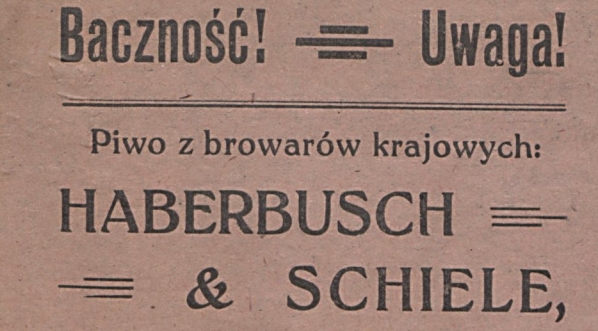 Baczność! Uwaga!
Piwo z browarów krajowych:
HABERBUSCH
& SCHIELE,